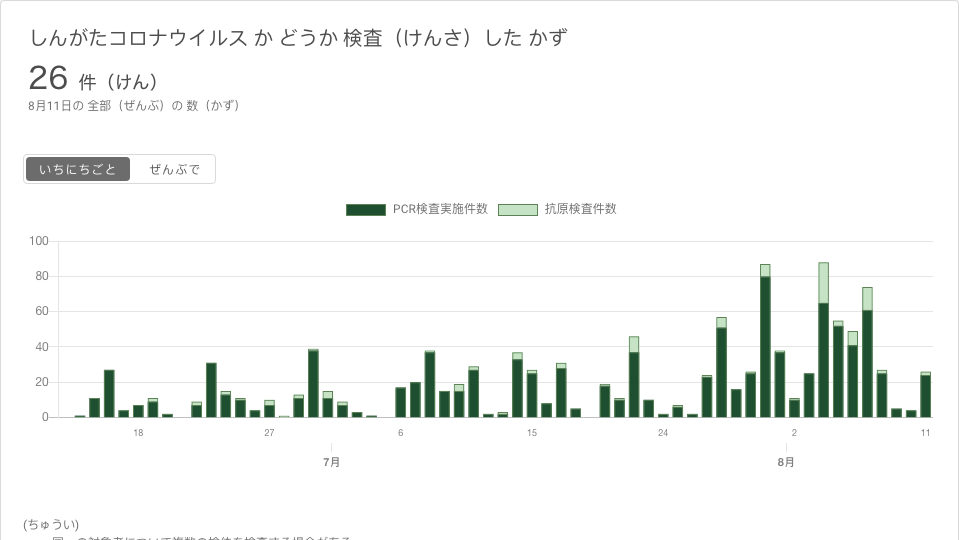 しんがたコロナウイルス か どうか 検査（けんさ）した かず
26 件（けん）
8月11日の 全部（ぜんぶ）の 数（かず）
いちにちごと ぜんぶで
PCR検査実施件数 抗原検査件数
100
80
60
40
20
0
18 27 6 15 24 2 11
7月 8月
(ちゅうい)